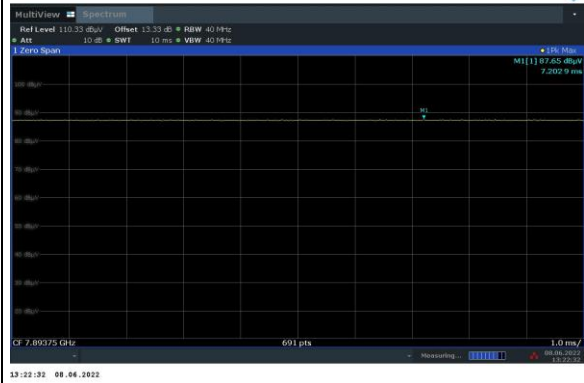 MultiView Spectrum
Ref Level 110.33 dBµV Offset 13.33 dB RBW 40 MHz
Att 10 dB SWT 10 ms VBW 40 MHz
1 Zero Span 1Pk Max
M1[1] 87.65 dBµV
7.2029 ms
100 dBµV
90 dBµV
M1
80 dBµV
70 dBµV
60 dBµV
50 dBµV
40 dBµV
30 dBµV
20 dBµV
CF 7.89375 GHz 691 pts 1.0 ms/
Measuring... 08.06.2022
13:22:32
13:22:32 08.06.2022